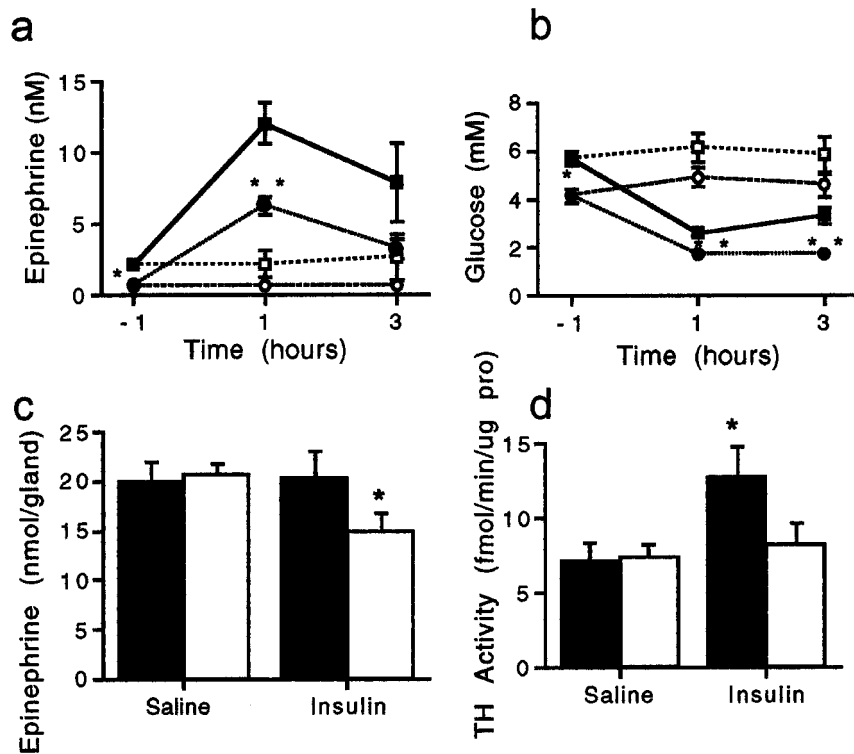 a
Epinephrine (nM)
15
10
5
0
-1 1 3
Time (hours)
* * * 
b
Glucose (mM)
8
6
4
2
0
-1 1 3
Time (hours)
* * * * *
c
Epinephrine (nmol/gland)
25
20
15
10
5
0
*
Saline Insulin
d
TH Activity (fmol/min/ug pro)
15
10
5
0
*
Saline Insulin